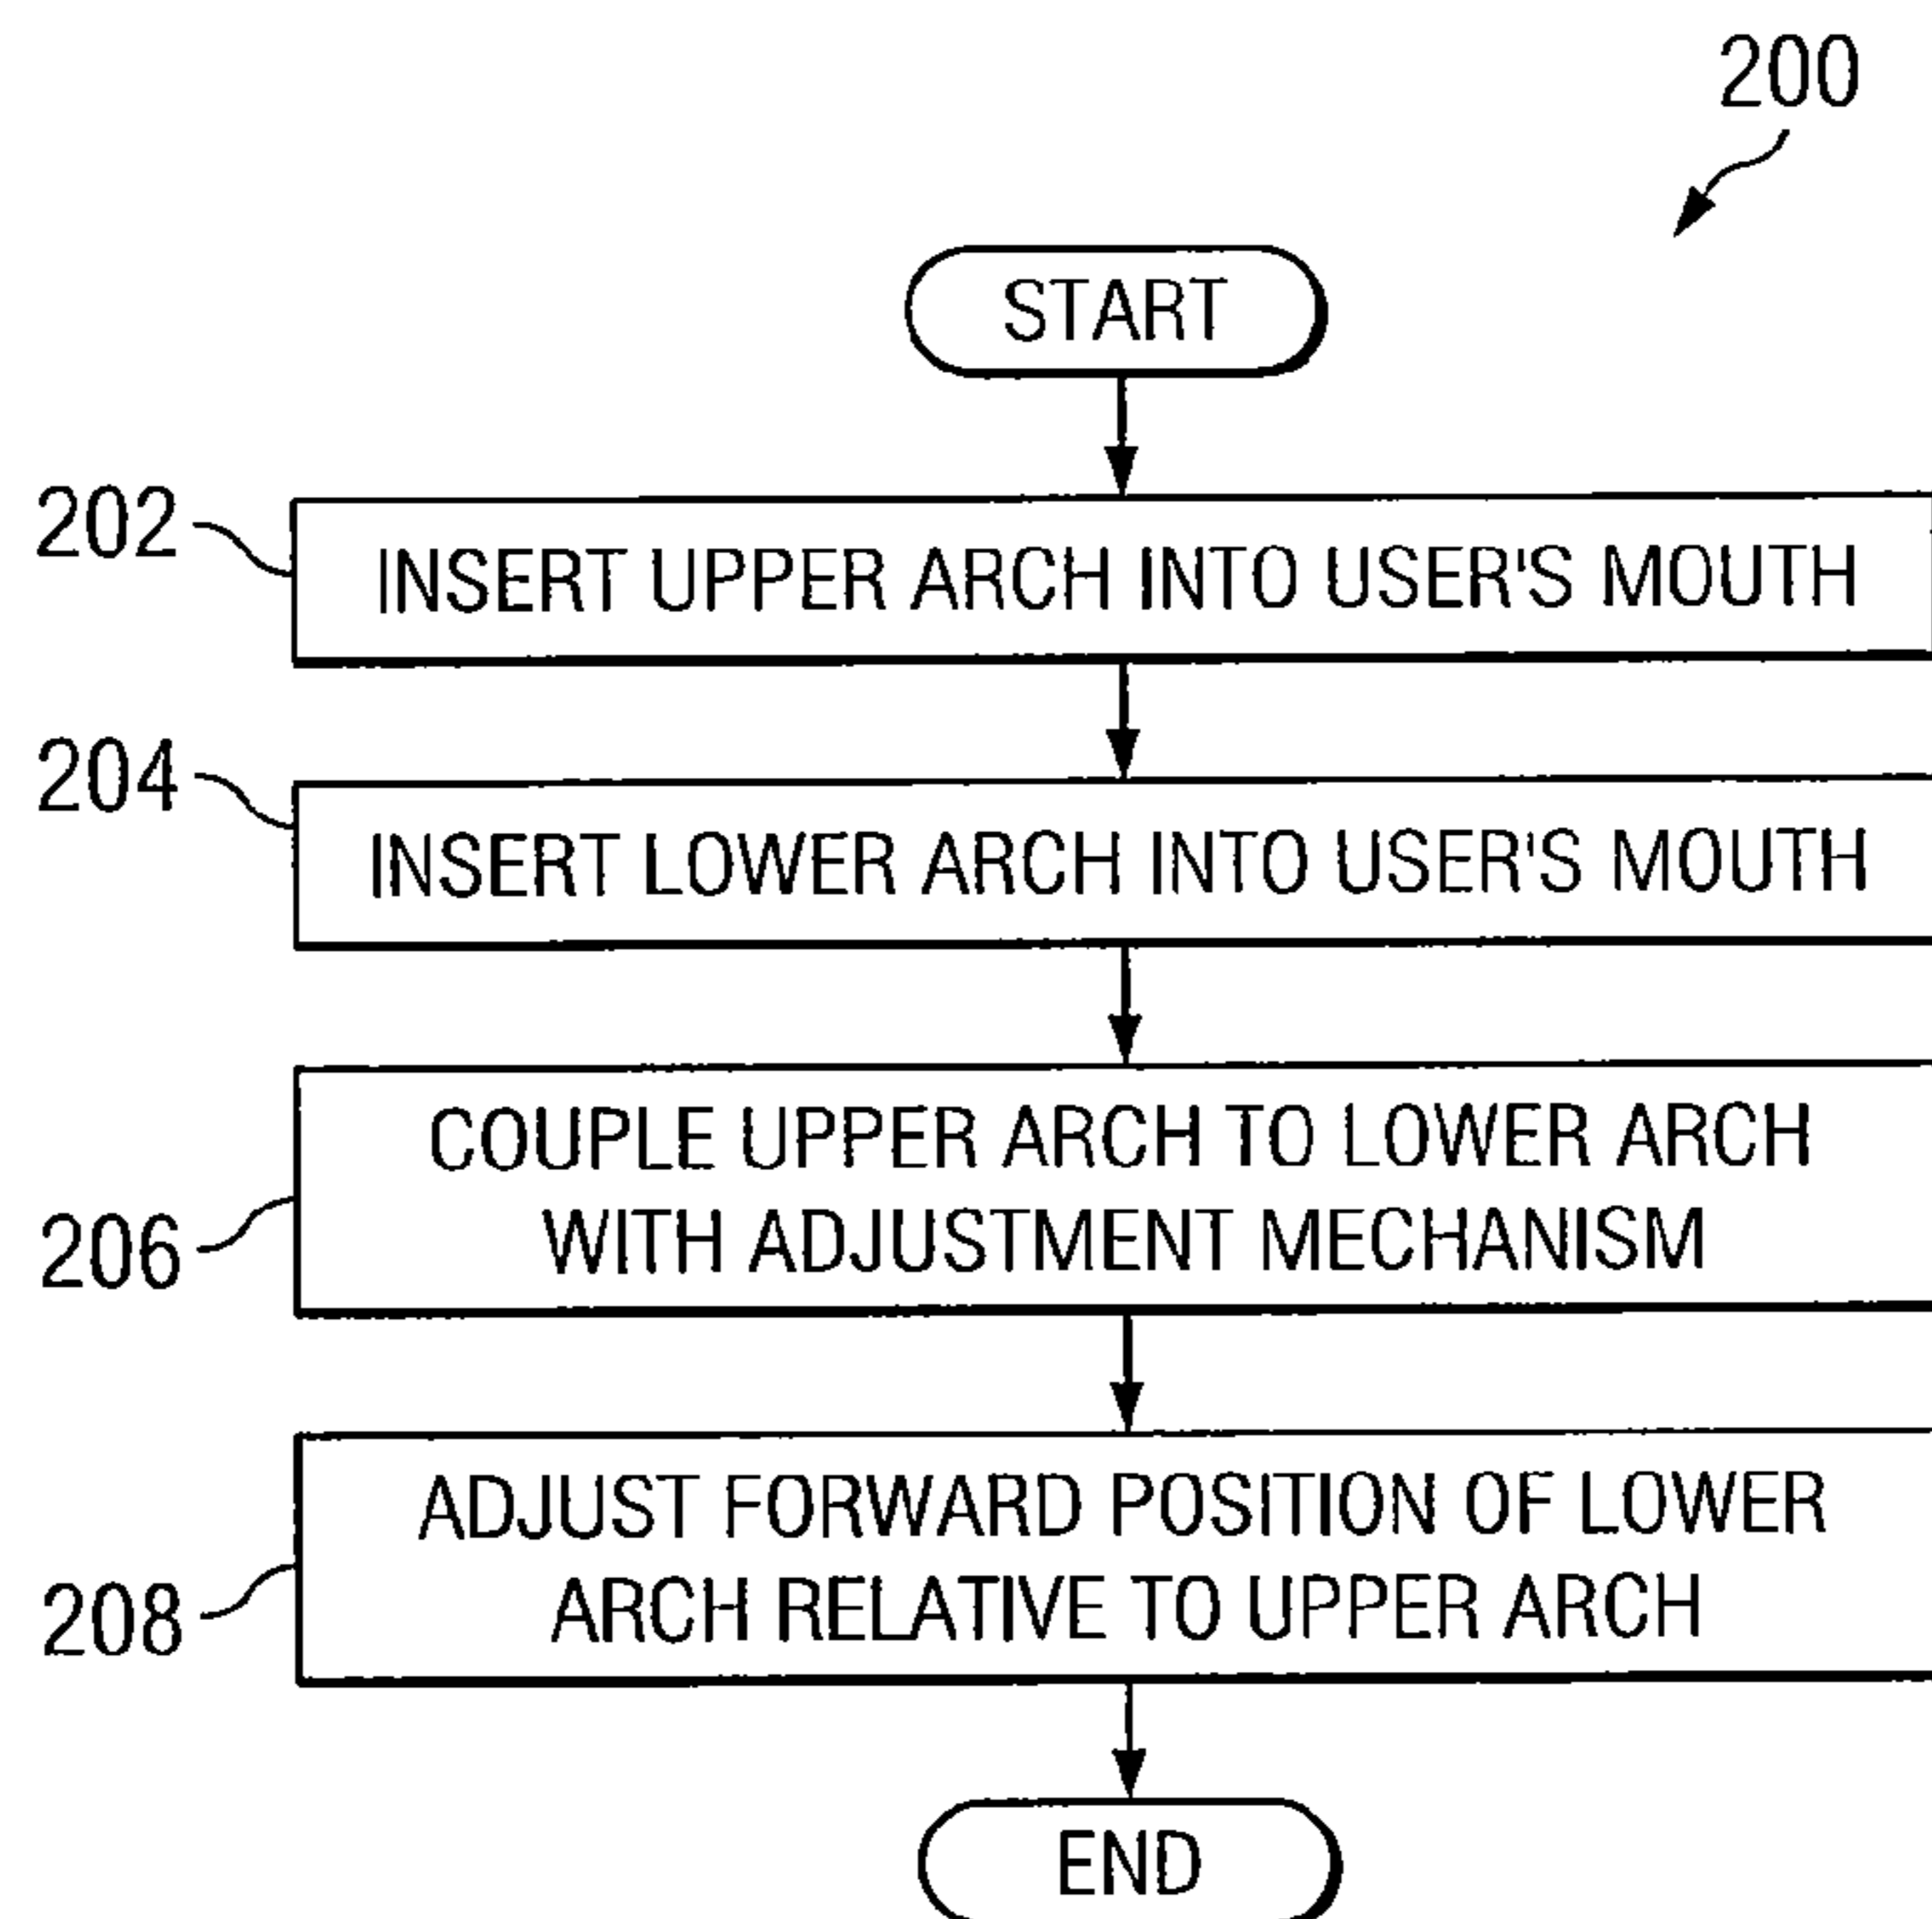 200
START
202
INSERT UPPER ARCH INTO USER'S MOUTH
204
INSERT LOWER ARCH INTO USER'S MOUTH
206
COUPLE UPPER ARCH TO LOWER ARCH
WITH ADJUSTMENT MECHANISM
208
ADJUST FORWARD POSITION OF LOWER
ARCH RELATIVE TO UPPER ARCH
END